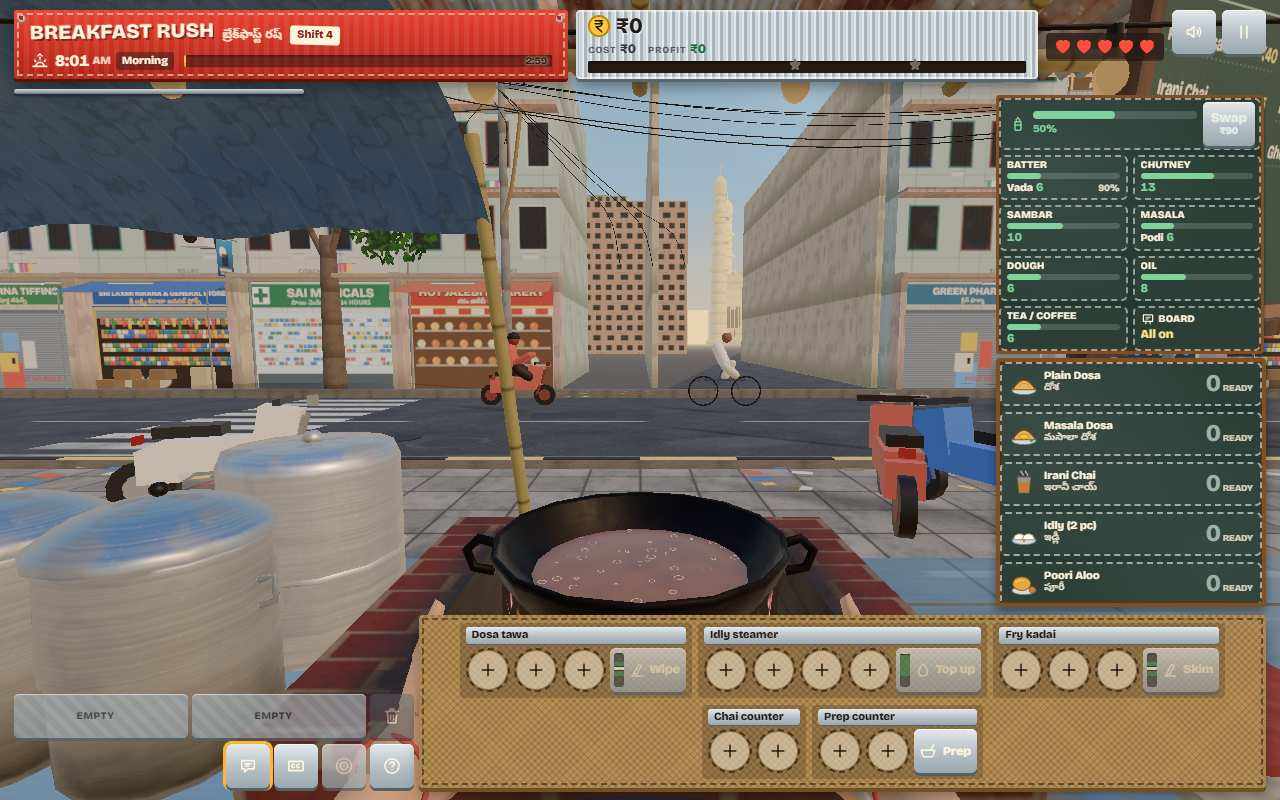 BREAKFAST RUSH
బ్రేక్‌ఫాస్ట్ రష్
Shift 4
8:01 AM
Morning
2:59
₹0
COST ₹0 PROFIT ₹0
Irani Chai
50%
Swap
₹90
BATTER
Vada 6
90%
CHUTNEY
13
SAMBAR
10
MASALA
Podi 6
DOUGH
6
OIL
8
TEA / COFFEE
6
BOARD
All on
Plain Dosa
దోశ
0 READY
Masala Dosa
మసాలా దోశ
0 READY
Irani Chai
ఇరానీ చాయ్
0 READY
Idly (2 pc)
ఇడ్లీ
0 READY
Poori Aloo
పూరీ
0 READY
SAI
GREEN PHAR
Dosa tawa
Wipe
Idly steamer
Top up
Fry kadai
Skim
Chai counter
Prep counter
Prep
EMPTY
EMPTY
CC